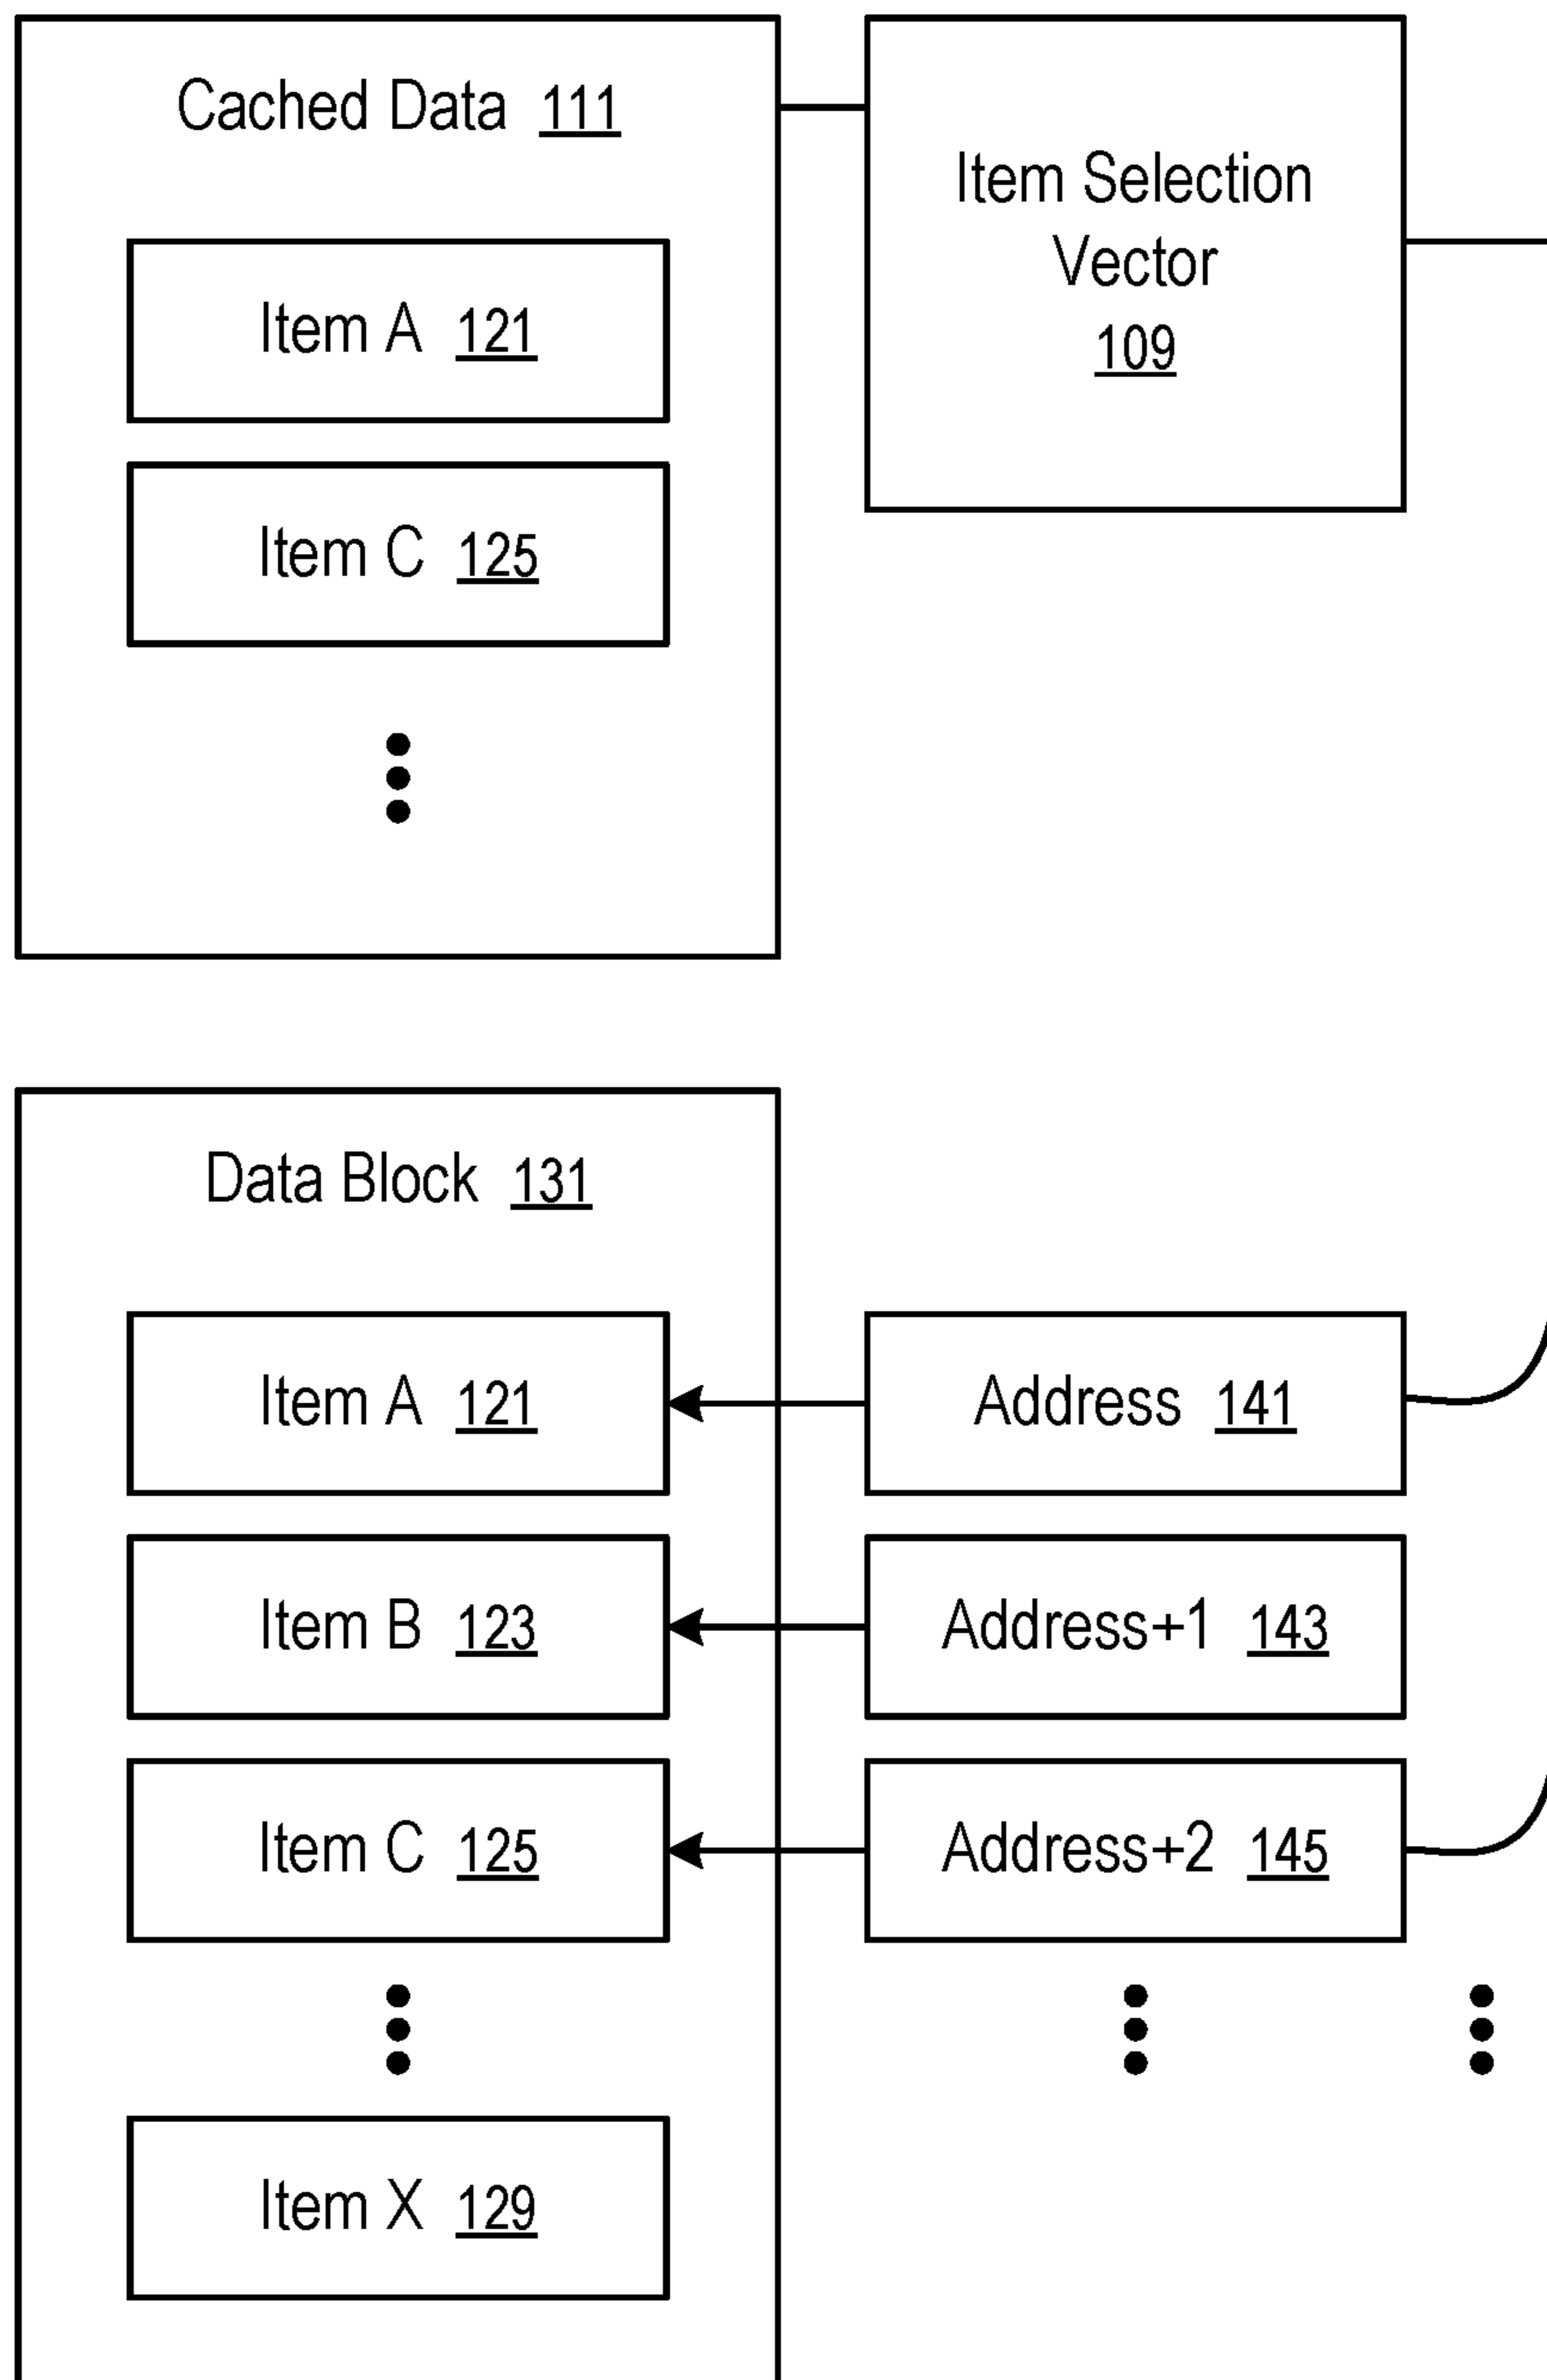 Cached Data 111
Item A 121
Item C 125
Item Selection
Vector
109
Data Block 131
Item A 121
Address 141
Item B 123
Address+1 143
Item C 125
Address+2 145
Item X 129